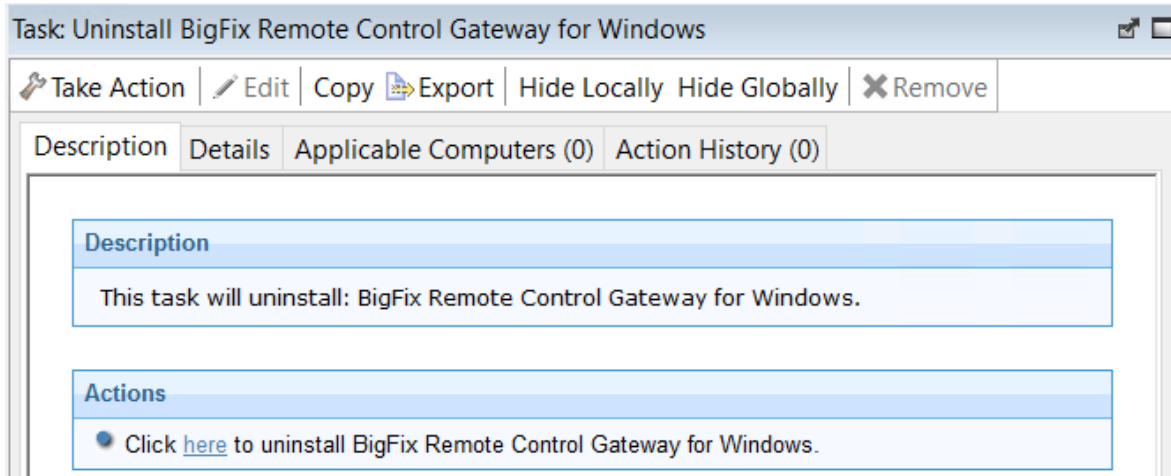 Task: Uninstall BigFix Remote Control Gateway for Windows
Take Action Edit Copy Export Hide Locally Hide Globally Remove
Description Details Applicable Computers (0) Action History (0)
Description
This task will uninstall: BigFix Remote Control Gateway for Windows.
Actions
Click here to uninstall BigFix Remote Control Gateway for Windows.